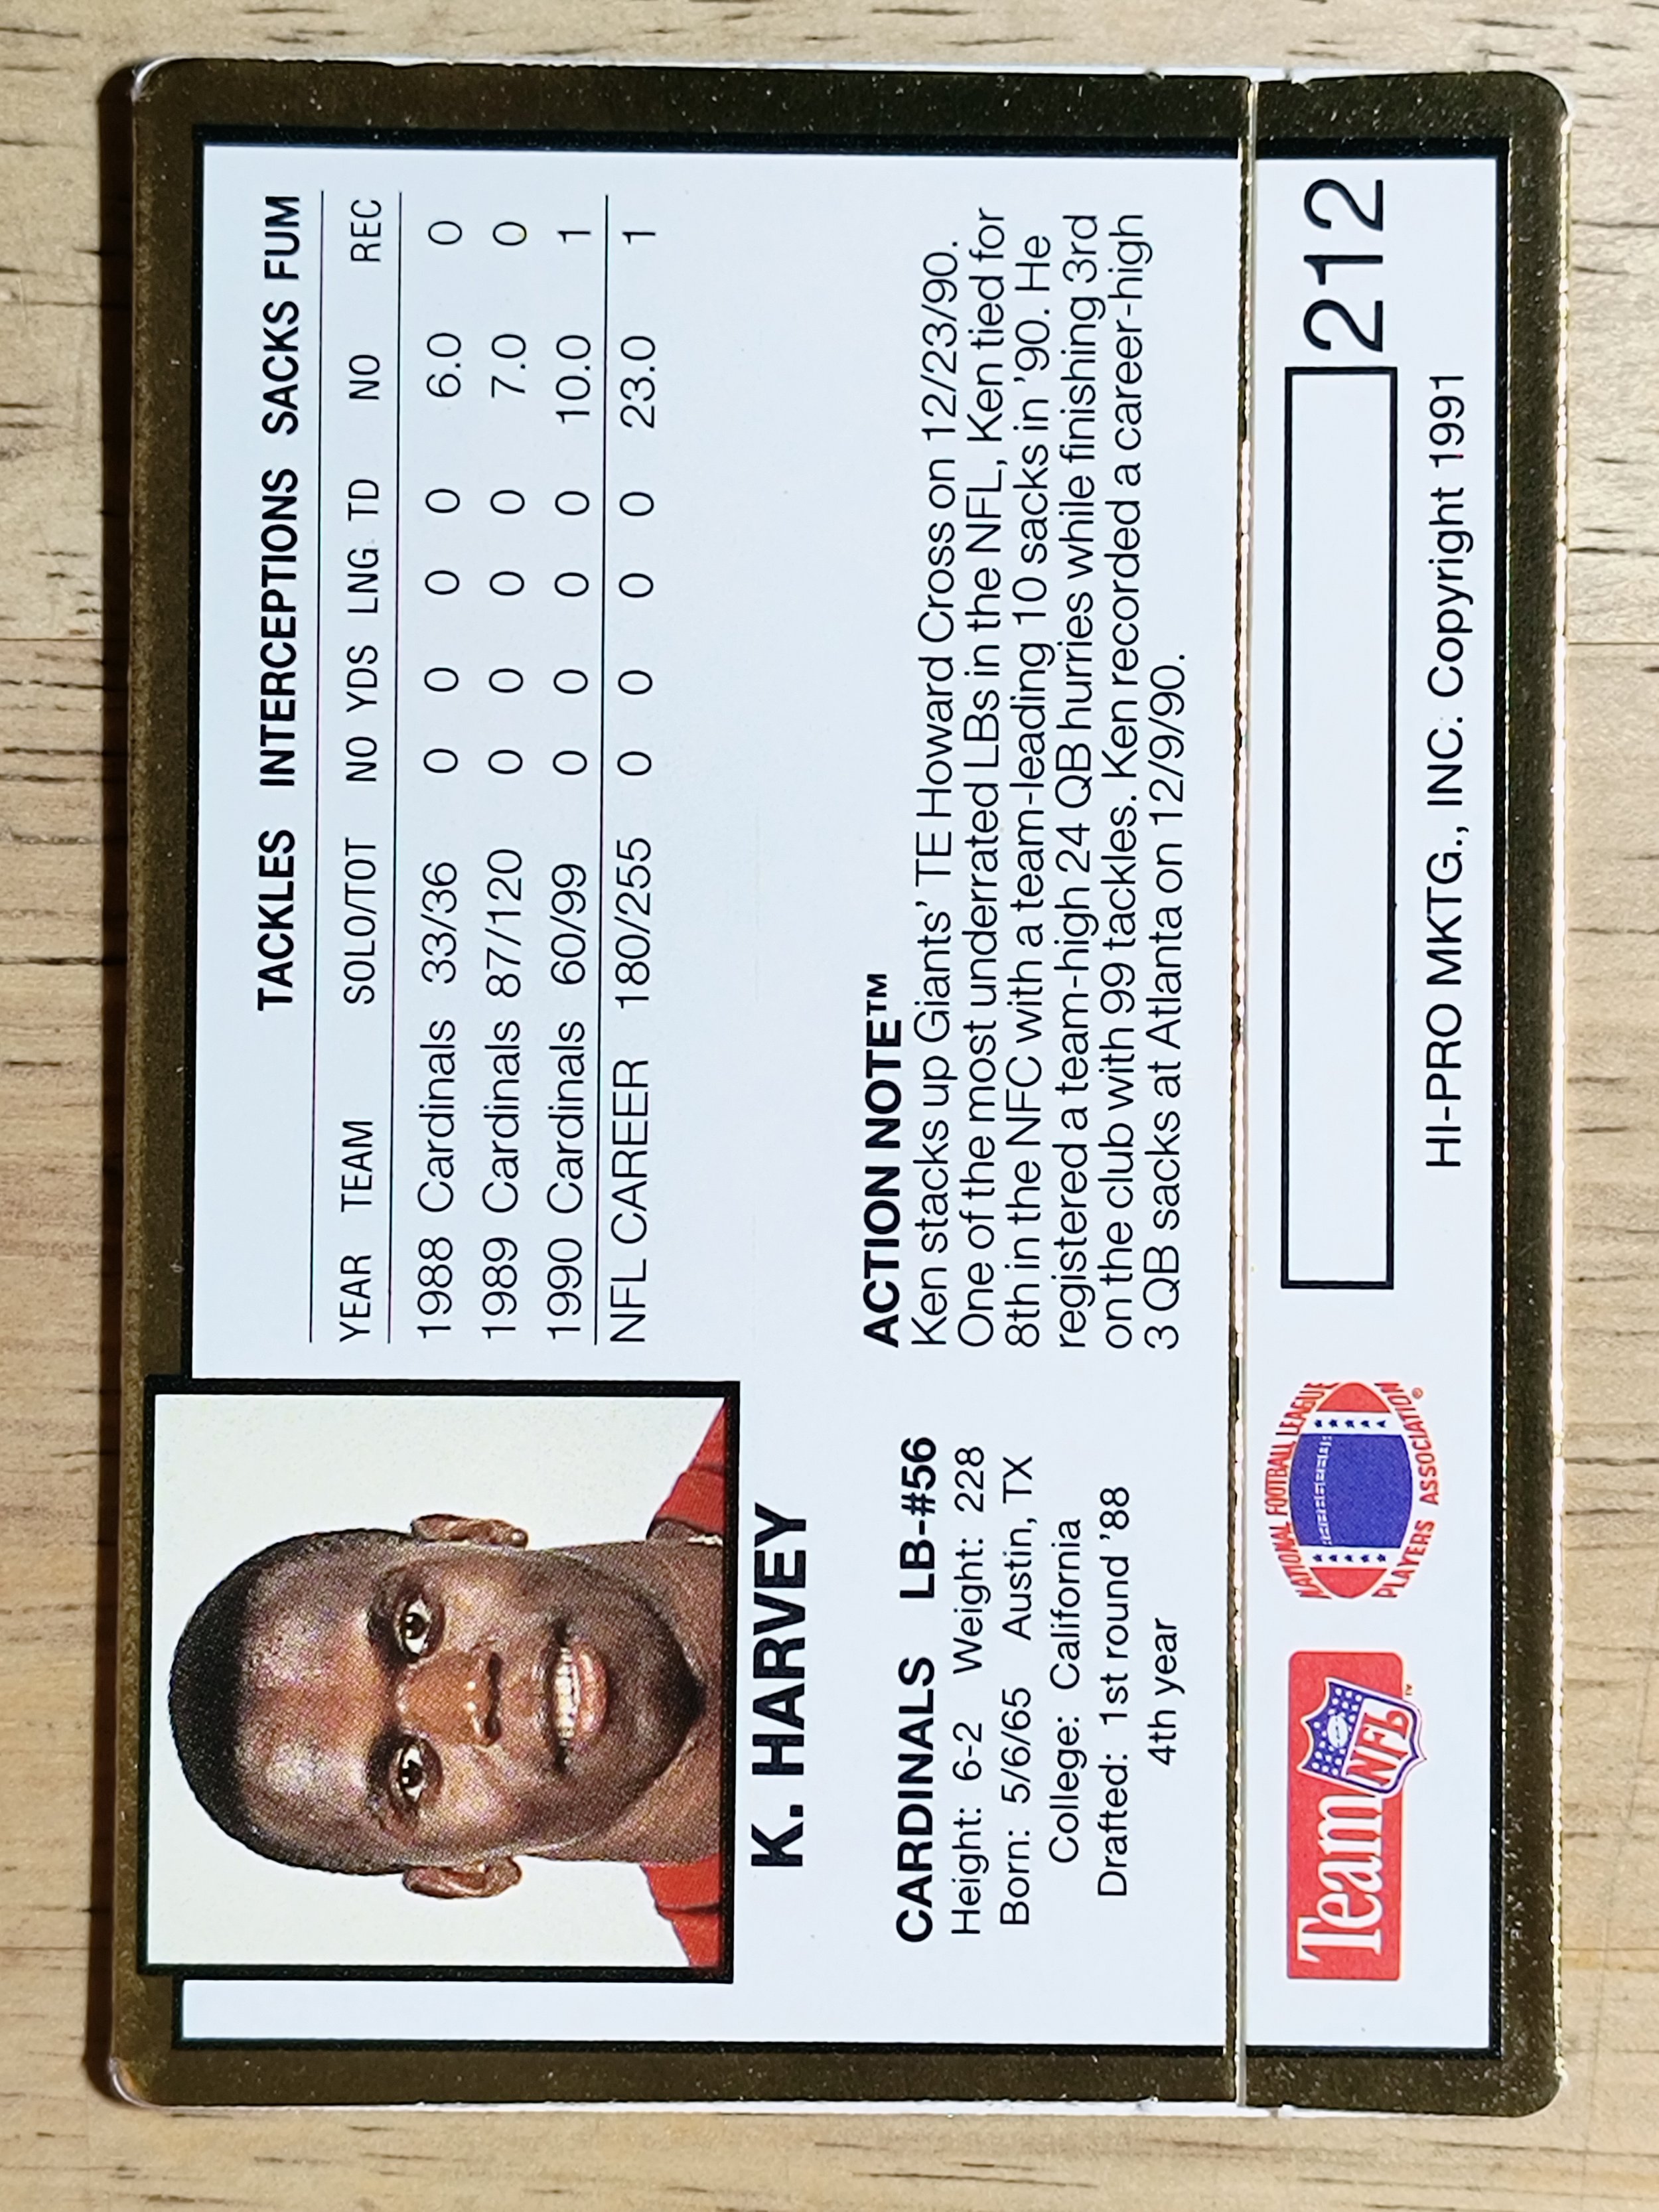 TACKLES INTERCEPTIONS SACKS FUM
YEAR TEAM SOLO/TOT NO YDS LNG TD NO REC
1988 Cardinals 33/36 0 0 0 0 6.0 0
1989 Cardinals 87/120 0 0 0 0 7.0 0
1990 Cardinals 60/99 0 0 0 0 10.0 1
NFL CAREER 180/255 0 0 0 0 23.0 1
K. HARVEY
CARDINALS LB-#56
Height: 6-2 Weight: 228
Born: 5/6/65 Austin, TX
College: California
Drafted: 1st round '88
4th year
ACTION NOTE™
Ken stacks up Giants' TE Howard Cross on 12/23/90.
One of the most underrated LBs in the NFL, Ken tied for
8th in the NFC with a team-leading 10 sacks in '90. He
registered a team-high 24 QB hurries while finishing 3rd
on the club with 99 tackles. Ken recorded a career-high
3 QB sacks at Atlanta on 12/9/90.
Team NFL™
NATIONAL FOOTBALL LEAGUE
PLAYERS ASSOCIATION®
212
HI-PRO MKTG., INC. Copyright 1991